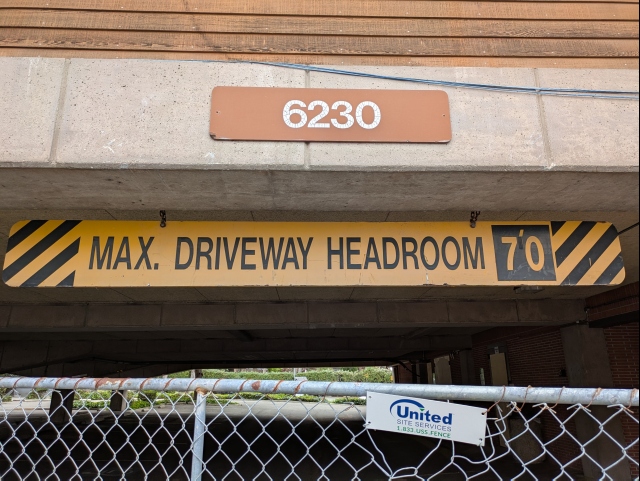 6230
MAX. DRIVEWAY HEADROOM 7'0
United
SITE SERVICES
1.833.USS.FENCE